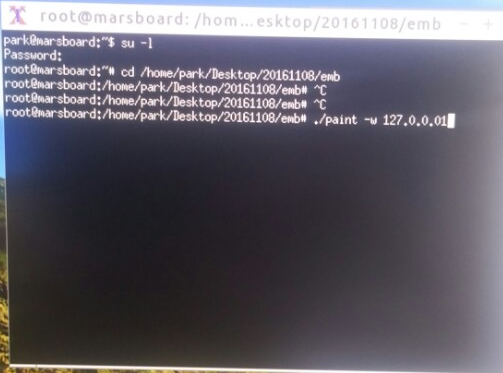 root@marsboard: /hom...esktop/20161108/emb
park@marsboard:~$ su -l
Password:
root@marsboard:~# cd /home/park/Desktop/20161108/emb
root@marsboard:/home/park/Desktop/20161108/emb# ^C
root@marsboard:/home/park/Desktop/20161108/emb# ^C
root@marsboard:/home/park/Desktop/20161108/emb# ./paint -w 127.0.0.01